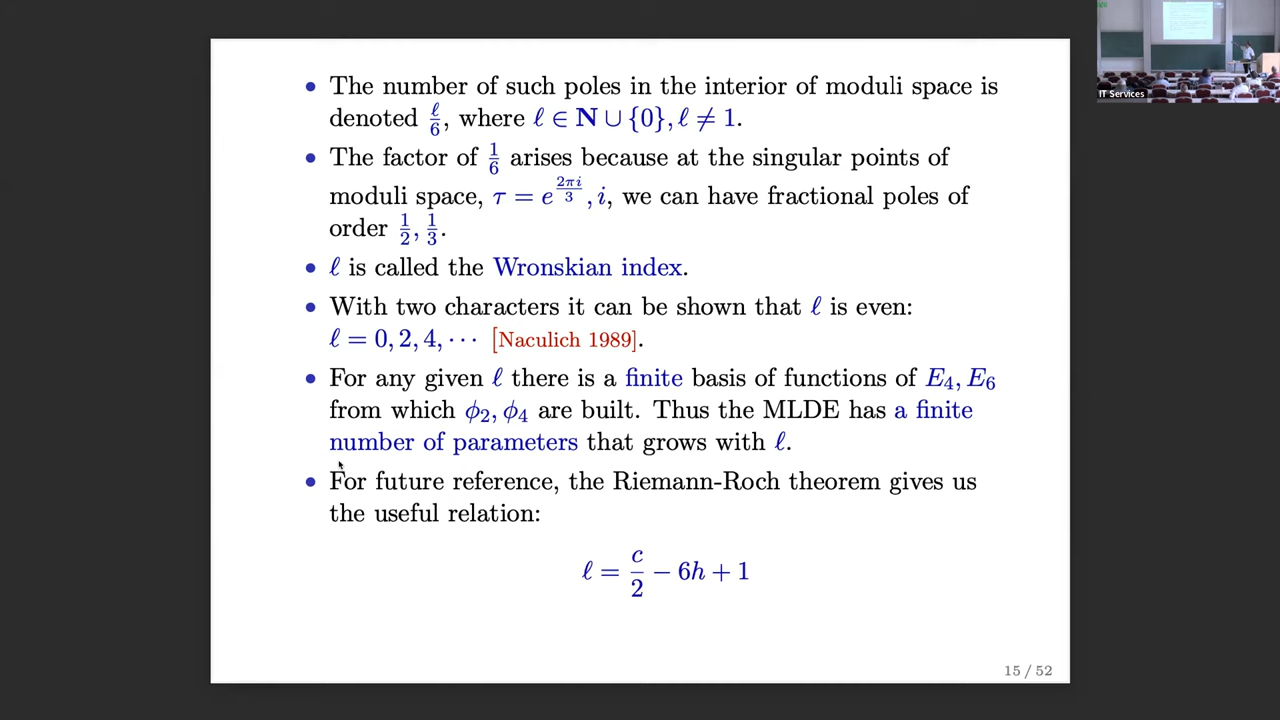 • The number of such poles in the interior of moduli space is
denoted ℓ/6, where ℓ ∈ N ∪ {0}, ℓ ≠ 1.
• The factor of 1/6 arises because at the singular points of
moduli space, τ = e^{2πi/3}, i, we can have fractional poles of
order 1/2, 1/3.
• ℓ is called the Wronskian index.
• With two characters it can be shown that ℓ is even:
ℓ = 0, 2, 4, ⋯ [Naculich 1989].
• For any given ℓ there is a finite basis of functions of E₄, E₆
from which ϕ₂, ϕ₄ are built. Thus the MLDE has a finite
number of parameters that grows with ℓ.
• For future reference, the Riemann-Roch theorem gives us
the useful relation:
ℓ = c/2 − 6h + 1
15 / 52
IT Services